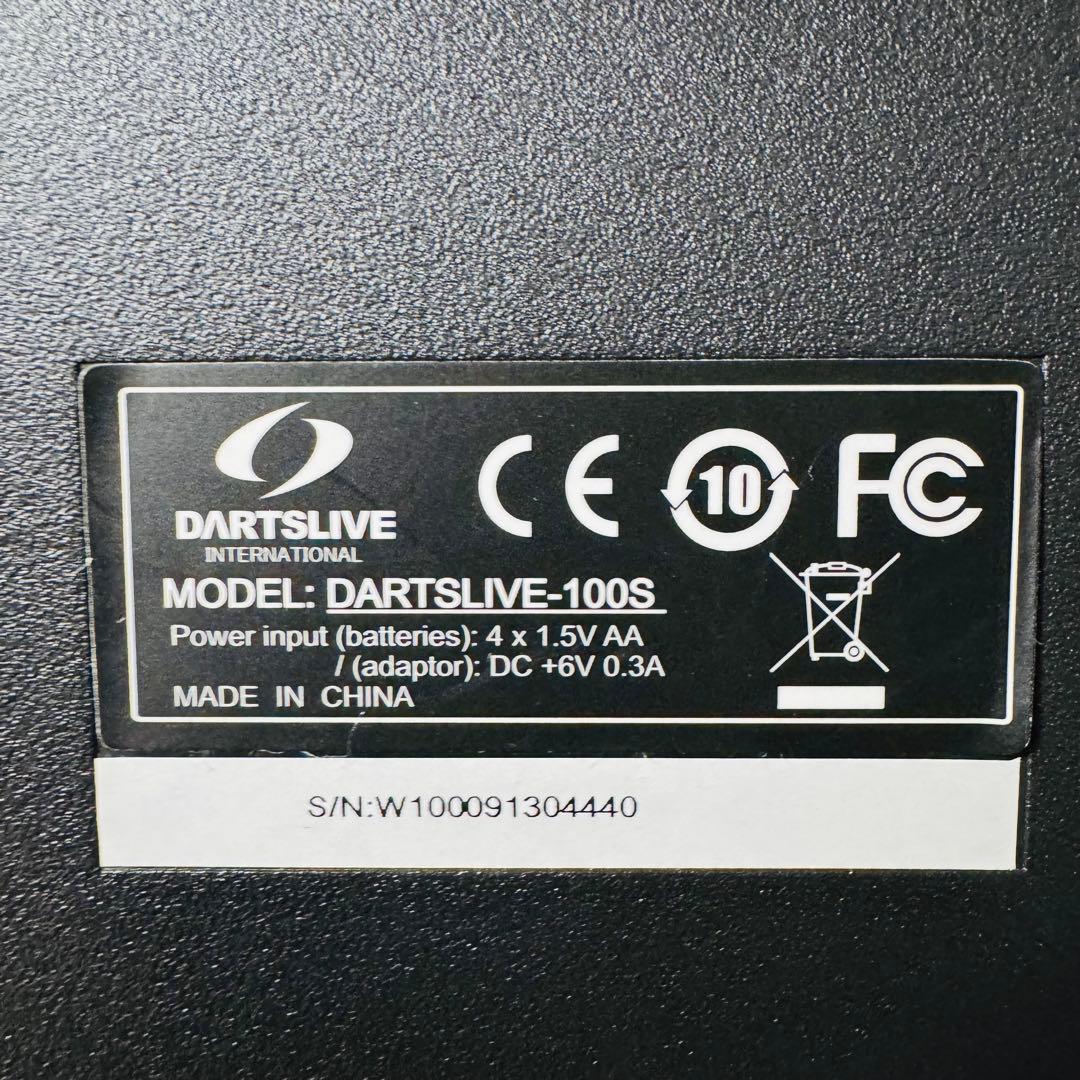 DARTSLIVE
INTERNATIONAL
CE 10 FC
MODEL: DARTSLIVE-100S
Power input (batteries): 4 x 1.5V AA
/ (adaptor): DC +6V 0.3A
MADE IN CHINA
S/N:W100091304440